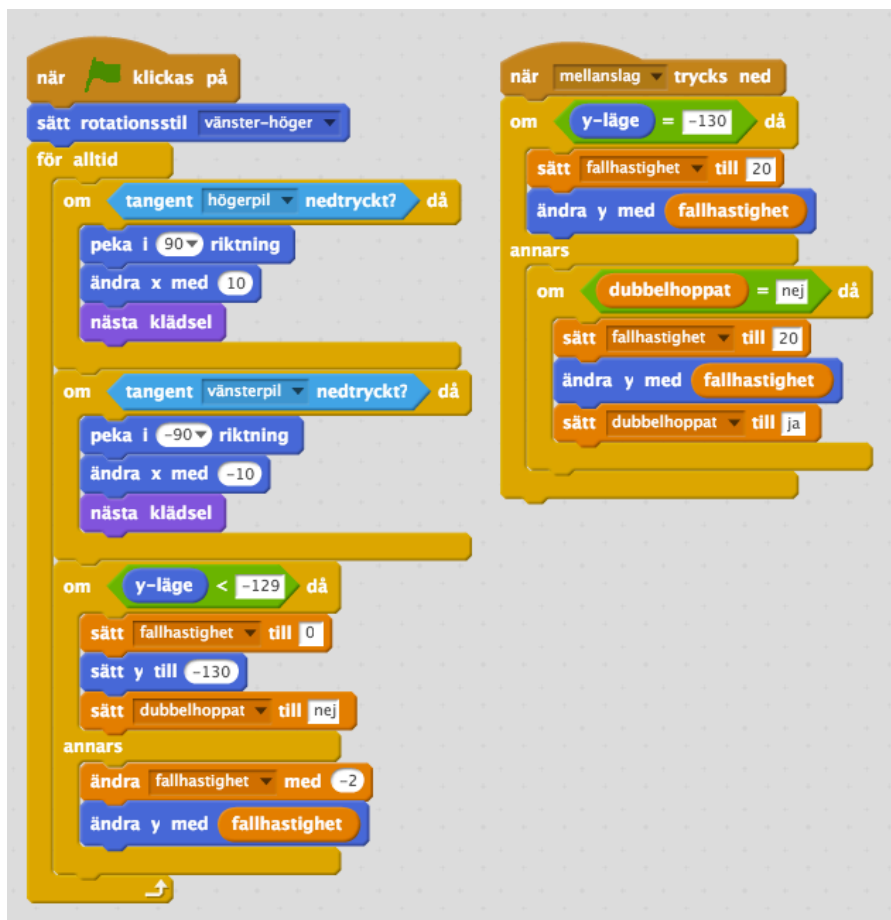 när klickas på
sätt rotationsstil vänster-höger
för alltid
om tangent högerpil nedtryckt? då
peka i 90 riktning
ändra x med 10
nästa klädsel
om tangent vänsterpil nedtryckt? då
peka i -90 riktning
ändra x med -10
nästa klädsel
om y-läge < -129 då
sätt fallhastighet till 0
sätt y till -130
sätt dubbelhoppat till nej
annars
ändra fallhastighet med -2
ändra y med fallhastighet
när mellanslag trycks ned
om y-läge = -130 då
sätt fallhastighet till 20
ändra y med fallhastighet
annars
om dubbelhoppat = nej då
sätt fallhastighet till 20
ändra y med fallhastighet
sätt dubbelhoppat till ja